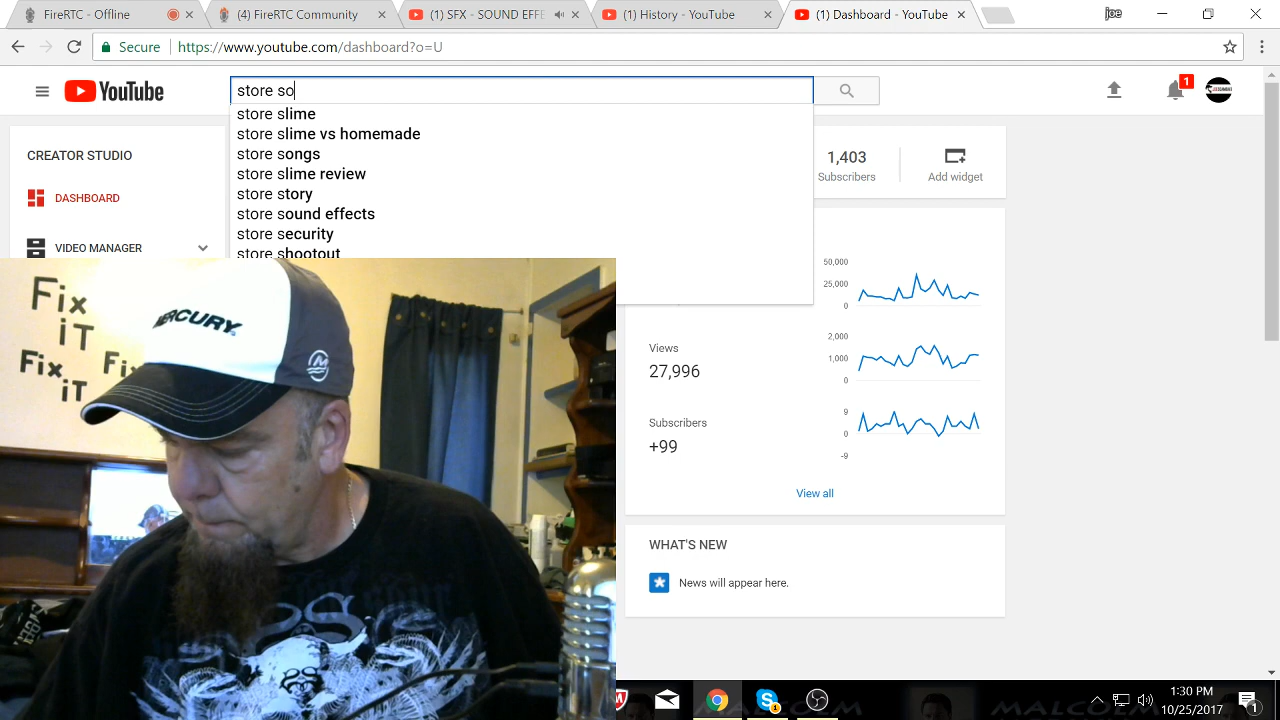 FireRTC - Offline
(4) FireRTC Community
(1) SFX - SOUND EFFECT
(1) History - YouTube
(1) Dashboard - YouTube
joe
Secure
https://www.youtube.com/dashboard?o=U
YouTube
store so
1
store slime
store slime vs homemade
store songs
store slime review
store story
store sound effects
store security
store shootout
CREATOR STUDIO
DASHBOARD
VIDEO MANAGER
1,403
Subscribers
Add widget
50,000
25,000
0
Views
27,996
2,000
1,000
0
Subscribers
+99
9
0
-9
View all
WHAT'S NEW
News will appear here.
Fix
iT
Fix
iT
Fi
MERCURY
M
1:30 PM
10/25/2017
1
MALCOLM